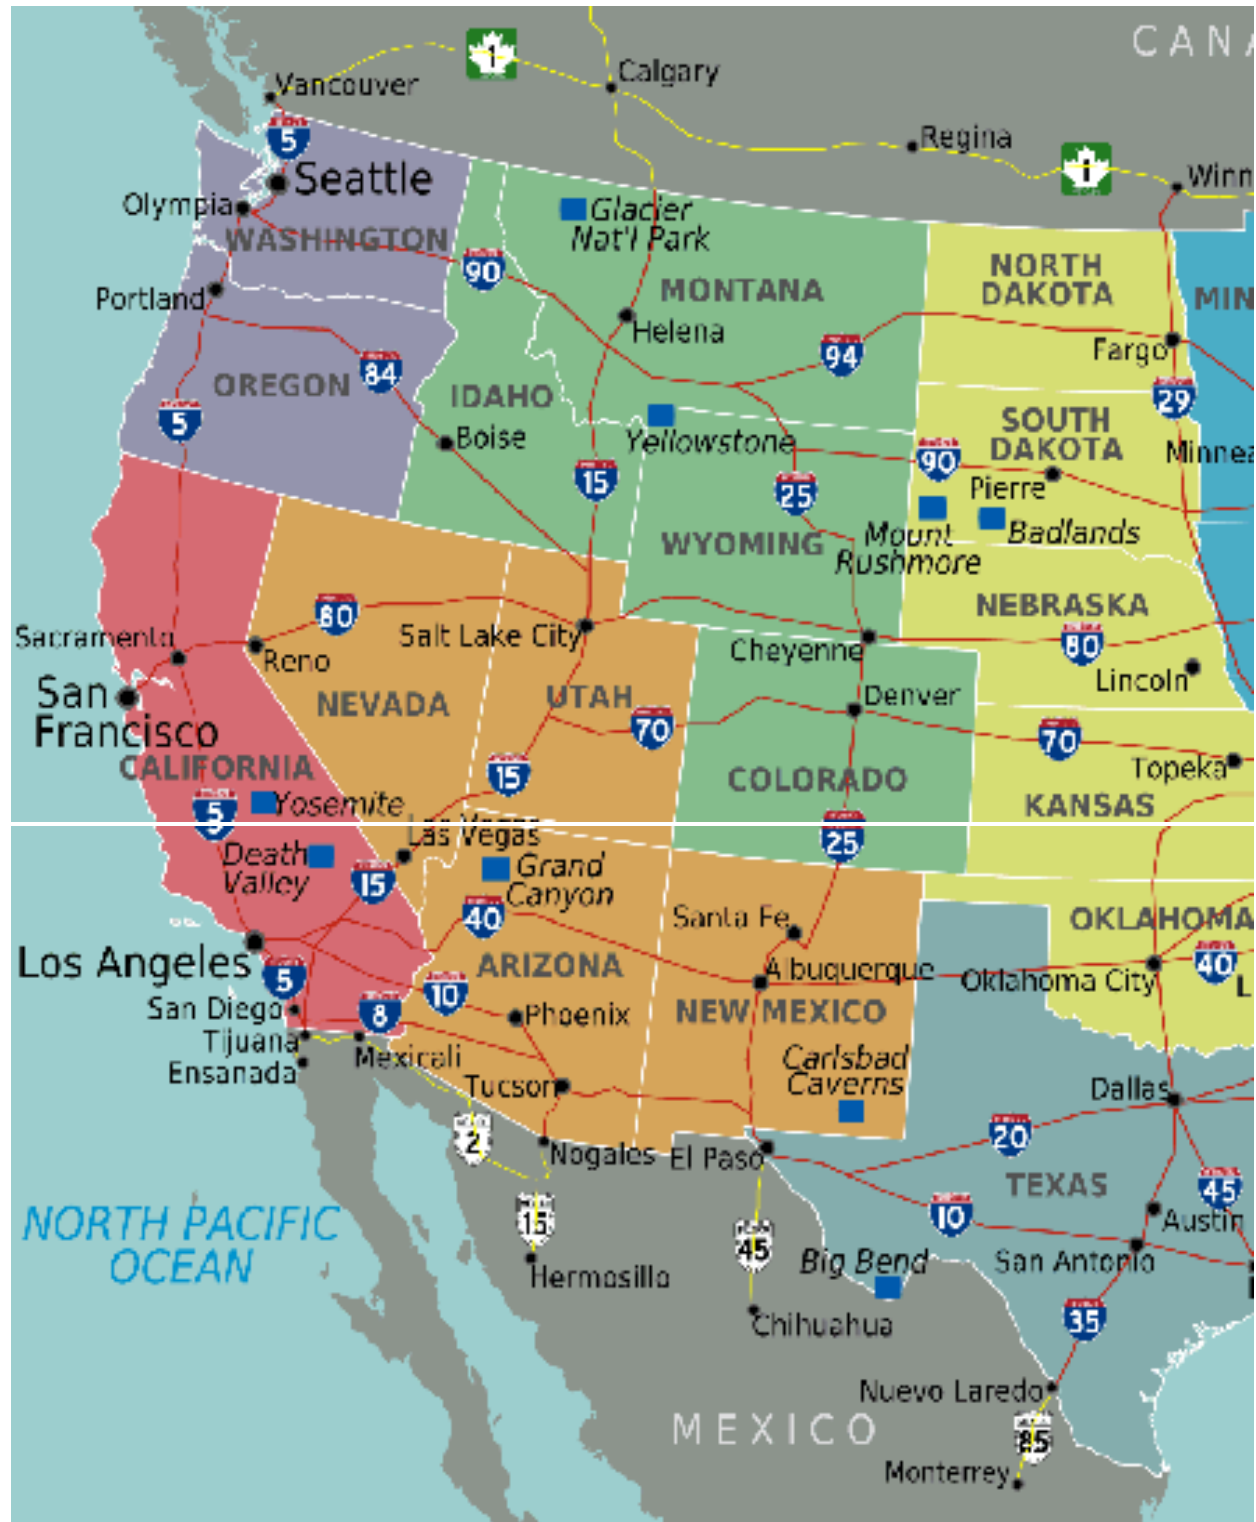 CANA
1
Calgary
Vancouver
Regina
5
1
Winn
Seattle
Olympia
Glacier
Nat'l Park
WASHINGTON
90
MONTANA
NORTH
DAKOTA
MIN
Portland
Helena
94
Fargo
84
OREGON
IDAHO
29
5
Yellowstone
SOUTH
DAKOTA
Boise
90
Minnea
15
25
Pierre
Mount
Rushmore
Badlands
WYOMING
NEBRASKA
80
Sacramento
Salt Lake City
Cheyenne
80
Reno
Lincoln
San
Francisco
NEVADA
UTAH
Denver
70
70
CALIFORNIA
15
COLORADO
Topeka
5
Yosemite
KANSAS
Las Vegas
25
Death
Valley
15
Grand
Canyon
40
Santa Fe
OKLAHOMA
Los Angeles
5
ARIZONA
Albuquerque
Oklahoma City
40
L
10
San Diego
8
Phoenix
NEW MEXICO
Tijuana
Mexicali
Ensanada
Carlsbad
Caverns
Tucson
Dallas
2
20
Nogales
El Paso
TEXAS
45
NORTH PACIFIC
OCEAN
15
10
Austin
45
Big Bend
San Antonio
Hermosillo
Chihuahua
35
Nuevo Laredo
MEXICO
85
Monterrey